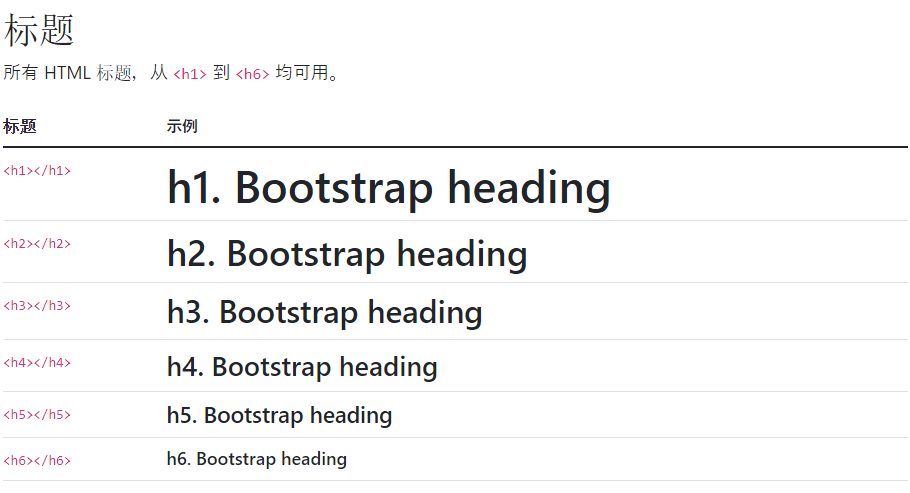 标题
所有 HTML 标题，从 <h1> 到 <h6> 均可用。
标题 示例
<h1></h1> h1. Bootstrap heading
<h2></h2> h2. Bootstrap heading
<h3></h3> h3. Bootstrap heading
<h4></h4> h4. Bootstrap heading
<h5></h5> h5. Bootstrap heading
<h6></h6> h6. Bootstrap heading